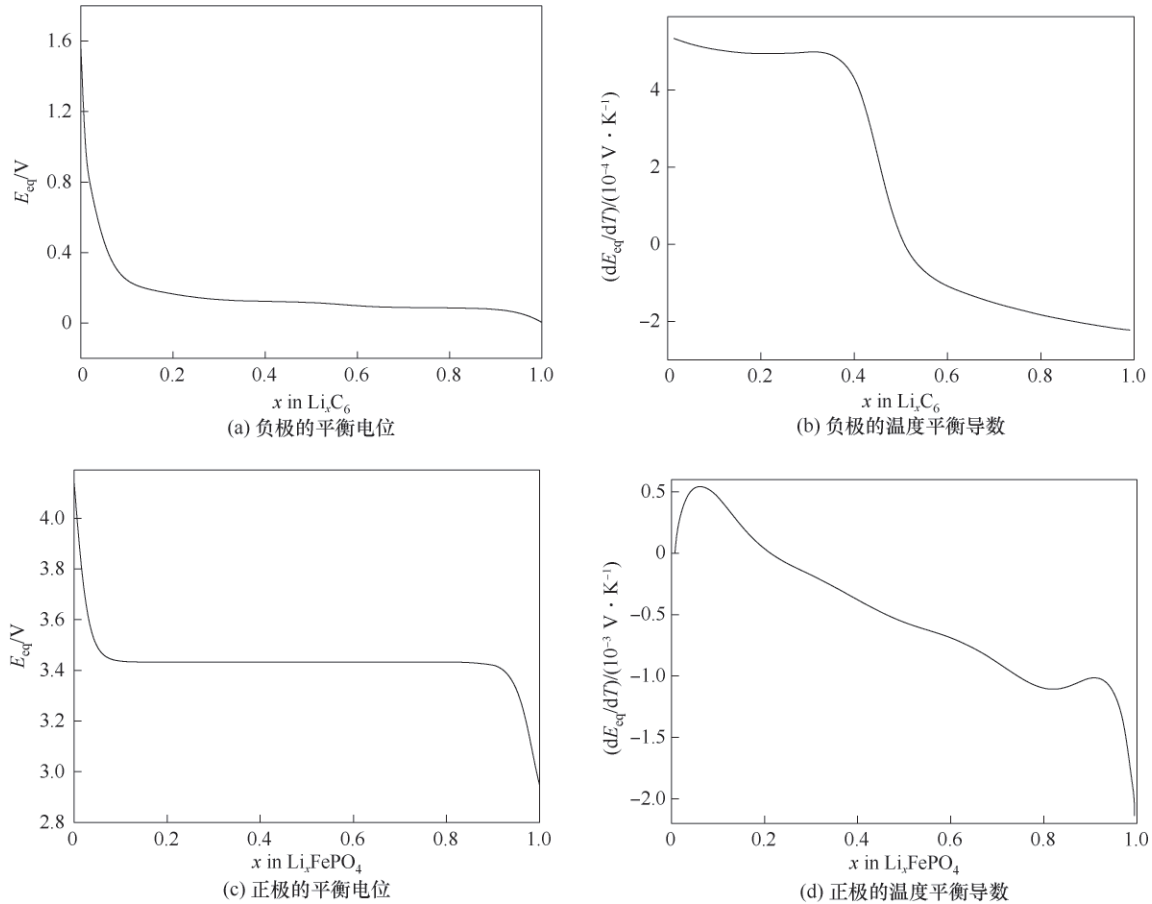 1.6
1.2
0.8
0.4
0
E_eq/V
0 0.2 0.4 0.6 0.8 1.0
x in Li_xC_6
(a) 负极的平衡电位
4
2
0
−2
(dE_eq/dT)/(10^−4 V·K^−1)
0 0.2 0.4 0.6 0.8 1.0
x in Li_xC_6
(b) 负极的温度平衡导数
4.0
3.8
3.6
3.4
3.2
3.0
2.8
E_eq/V
0 0.2 0.4 0.6 0.8 1.0
x in Li_xFePO_4
(c) 正极的平衡电位
0.5
0
−0.5
−1.0
−1.5
−2.0
(dE_eq/dT)/(10^−3 V·K^−1)
0 0.2 0.4 0.6 0.8 1.0
x in Li_xFePO_4
(d) 正极的温度平衡导数